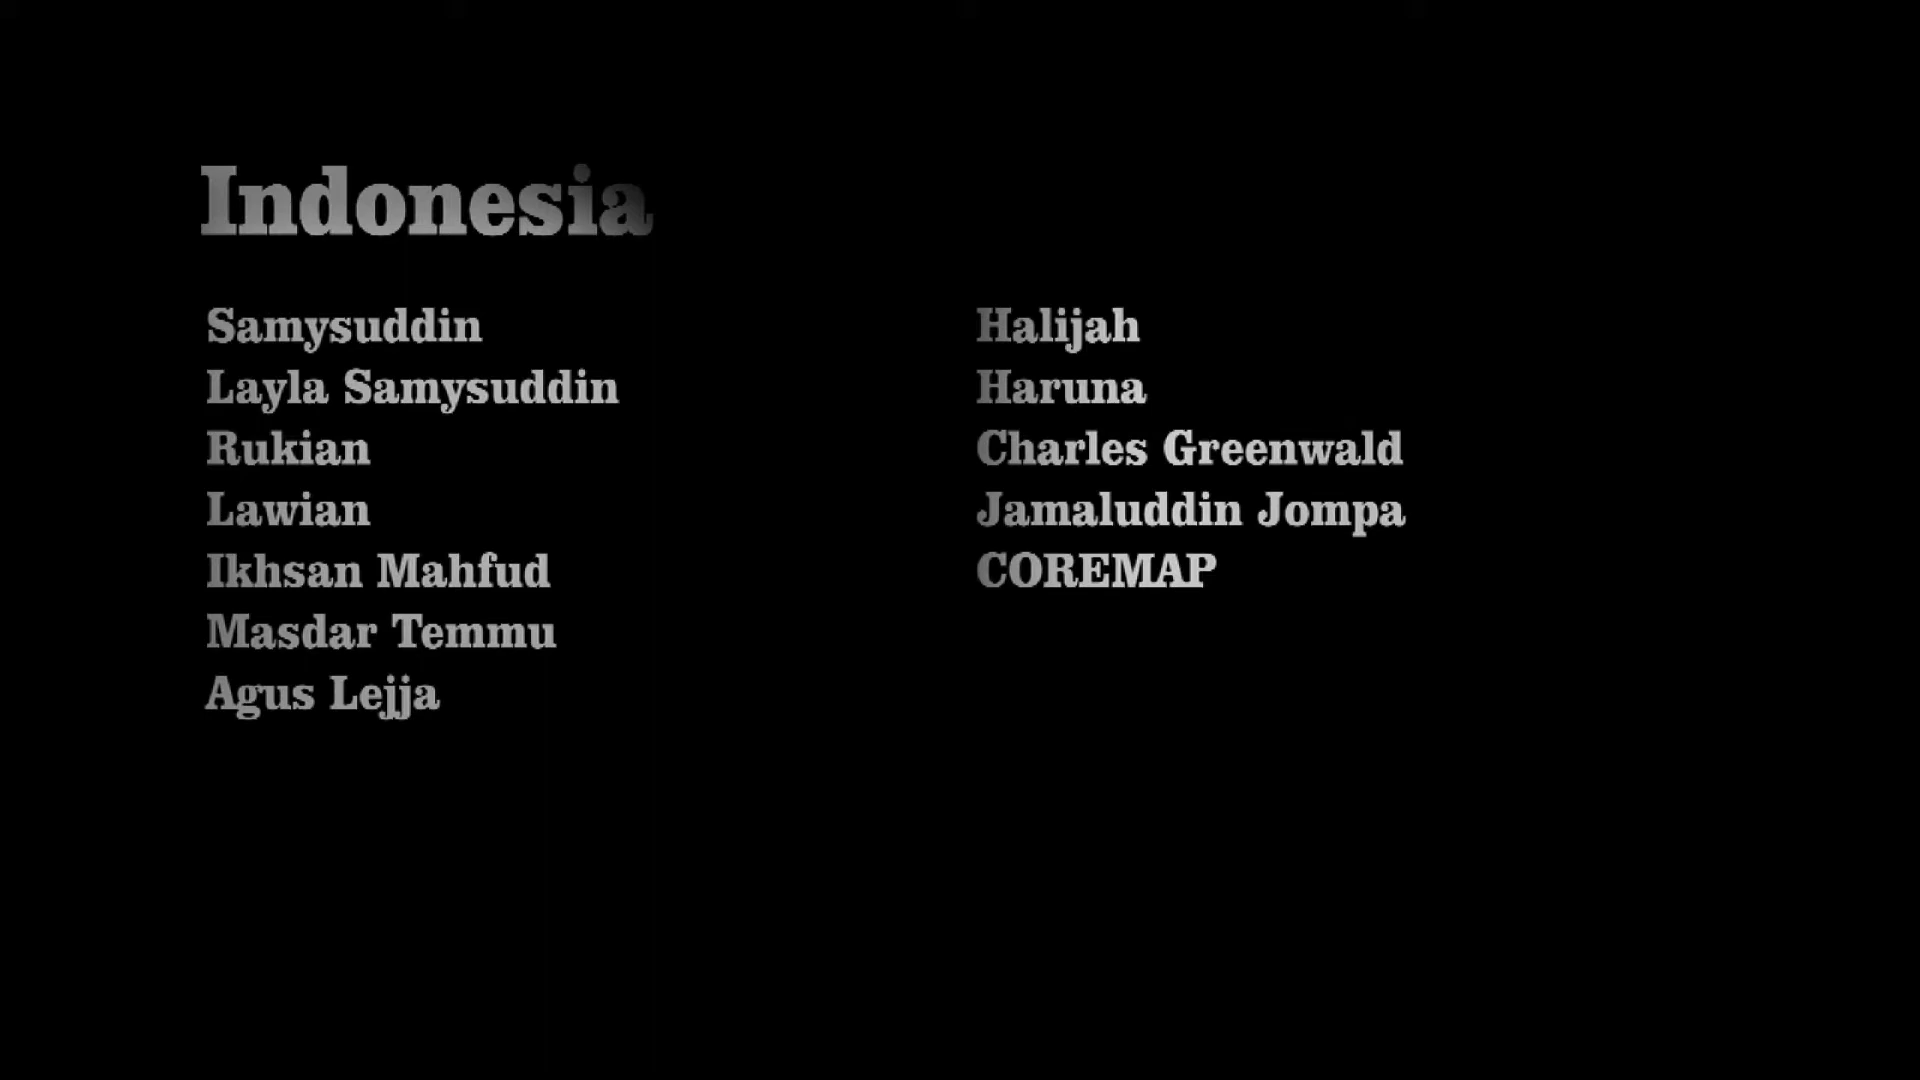 Indonesia
Samysuddin
Layla Samysuddin
Rukian
Lawian
Ikhsan Mahfud
Masdar Temmu
Agus Lejja
Halijah
Haruna
Charles Greenwald
Jamaluddin Jompa
COREMAP